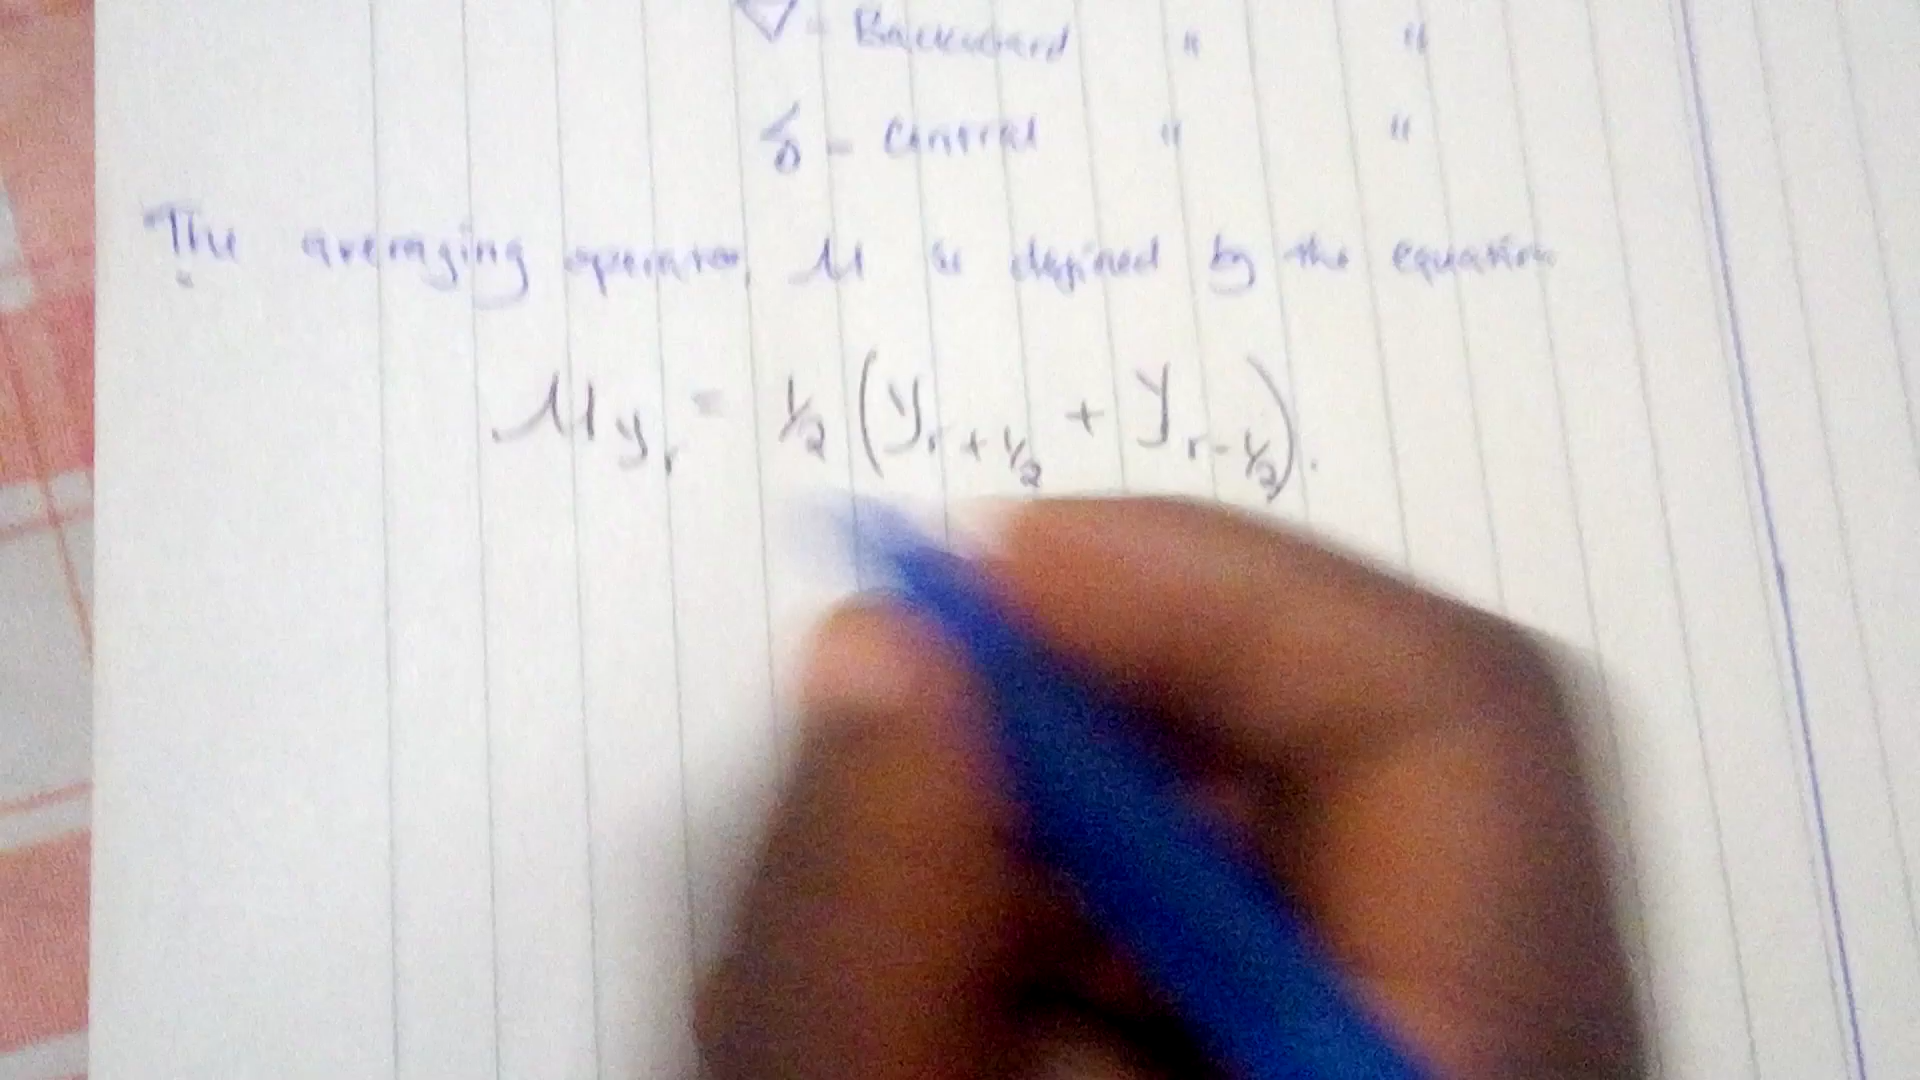 ∇ - Backward " "
δ - Central " "
The averaging operator, μ is defined by the equation
μy_r = 1/2 (y_{r+1/2} + y_{r-1/2}).